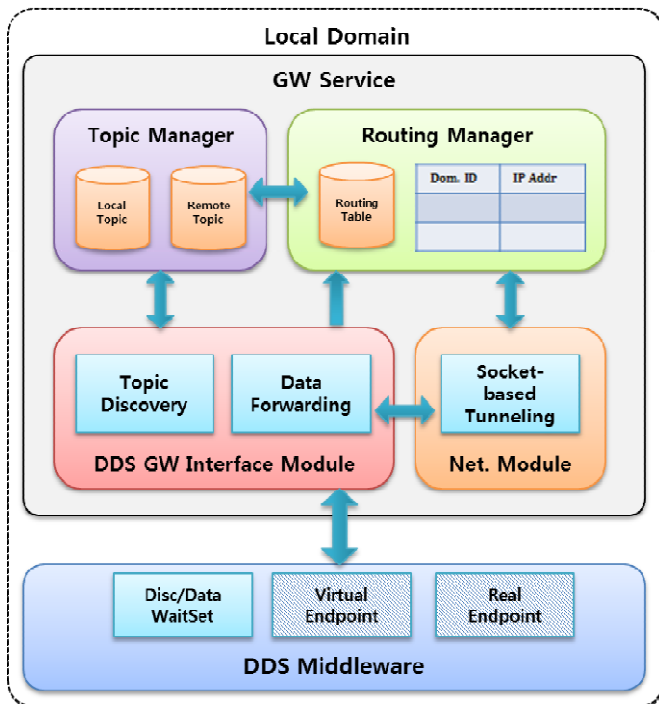 Local Domain
GW Service
Topic Manager
Local
Topic
Remote
Topic
Routing Manager
Routing
Table
Dom. ID
IP Addr
Topic
Discovery
Data
Forwarding
DDS GW Interface Module
Socket-
based
Tunneling
Net. Module
Disc/Data
WaitSet
Virtual
Endpoint
Real
Endpoint
DDS Middleware